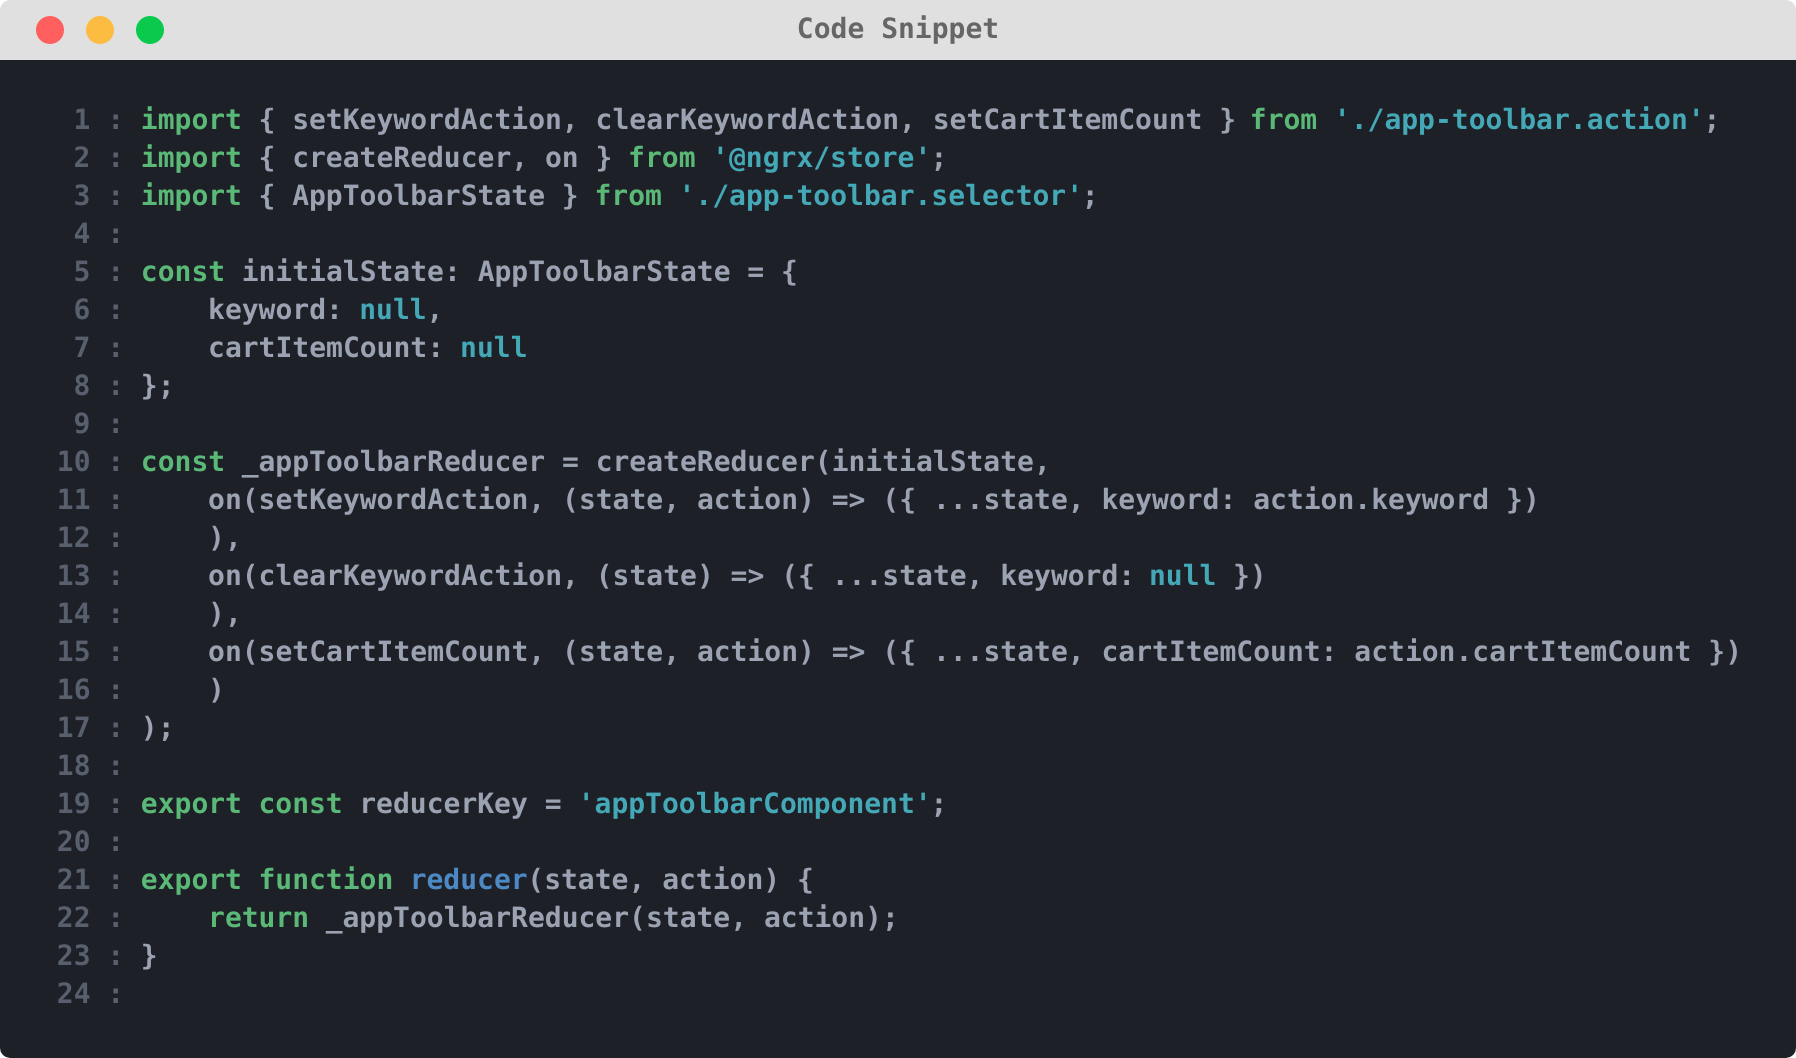 Code Snippet
1 : import { setKeywordAction, clearKeywordAction, setCartItemCount } from './app-toolbar.action';
2 : import { createReducer, on } from '@ngrx/store';
3 : import { AppToolbarState } from './app-toolbar.selector';
4 :
5 : const initialState: AppToolbarState = {
6 :     keyword: null,
7 :     cartItemCount: null
8 : };
9 :
10 : const _appToolbarReducer = createReducer(initialState,
11 :     on(setKeywordAction, (state, action) => ({ ...state, keyword: action.keyword })
12 :     ),
13 :     on(clearKeywordAction, (state) => ({ ...state, keyword: null })
14 :     ),
15 :     on(setCartItemCount, (state, action) => ({ ...state, cartItemCount: action.cartItemCount })
16 :     )
17 : );
18 :
19 : export const reducerKey = 'appToolbarComponent';
20 :
21 : export function reducer(state, action) {
22 :     return _appToolbarReducer(state, action);
23 : }
24 :